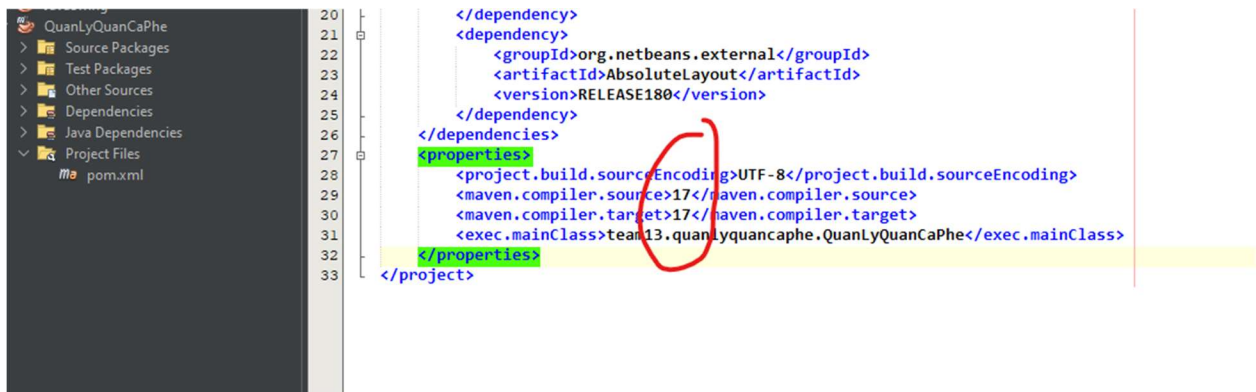 QuanLyQuanCaPhe
Source Packages
Test Packages
Other Sources
Dependencies
Java Dependencies
Project Files
pom.xml
20 </dependency>
21 <dependency>
22 <groupId>org.netbeans.external</groupId>
23 <artifactId>AbsoluteLayout</artifactId>
24 <version>RELEASE180</version>
25 </dependency>
26 </dependencies>
27 <properties>
28 <project.build.sourceEncoding>UTF-8</project.build.sourceEncoding>
29 <maven.compiler.source>17</maven.compiler.source>
30 <maven.compiler.target>17</maven.compiler.target>
31 <exec.mainClass>team13.quanlyquancaphe.QuanLyQuanCaPhe</exec.mainClass>
32 </properties>
33 </project>